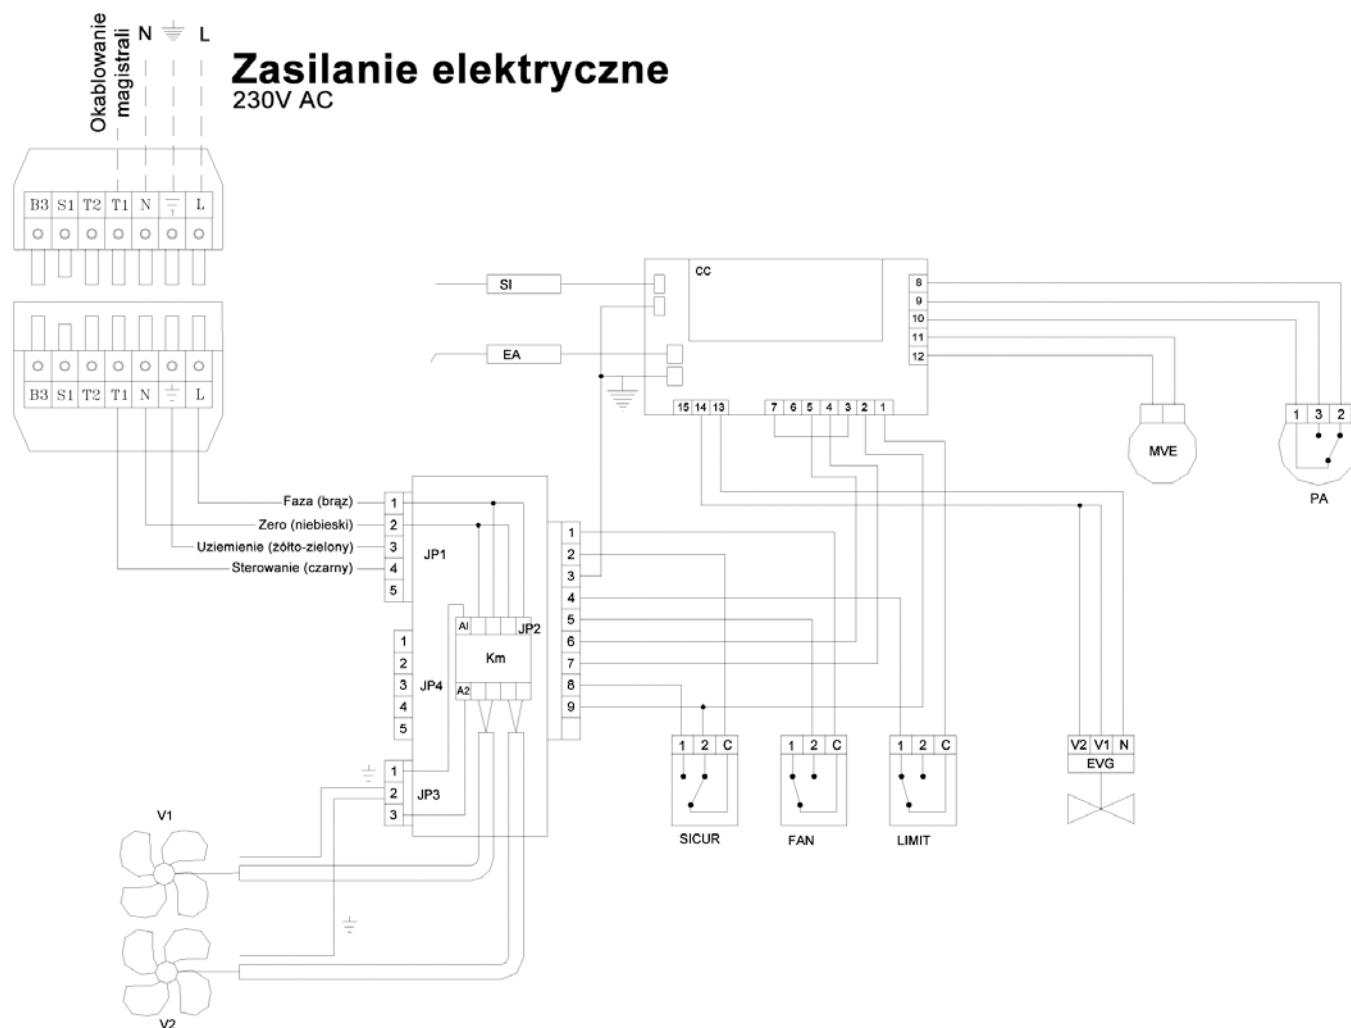 Okablowanie
magistrali
N L
Zasilanie elektryczne
230V AC
B3 S1 T2 T1 N L
B3 S1 T2 T1 N L
SI
EA
CC
8
9
10
11
12
15 14 13 7 6 5 4 3 2 1
MVE
1 3 2
PA
Faza (brąz)
Zero (niebieski)
Uziemienie (żółto-zielony)
Sterowanie (czarny)
1
2
3
4
5
JP1
1
2
3
4
5
JP4
1
2
3
JP3
A1
JP2
Km
A2
1
2
3
4
5
6
7
8
9
1 2 C
SICUR
1 2 C
FAN
1 2 C
LIMIT
V2 V1 N
EVG
V1
V2